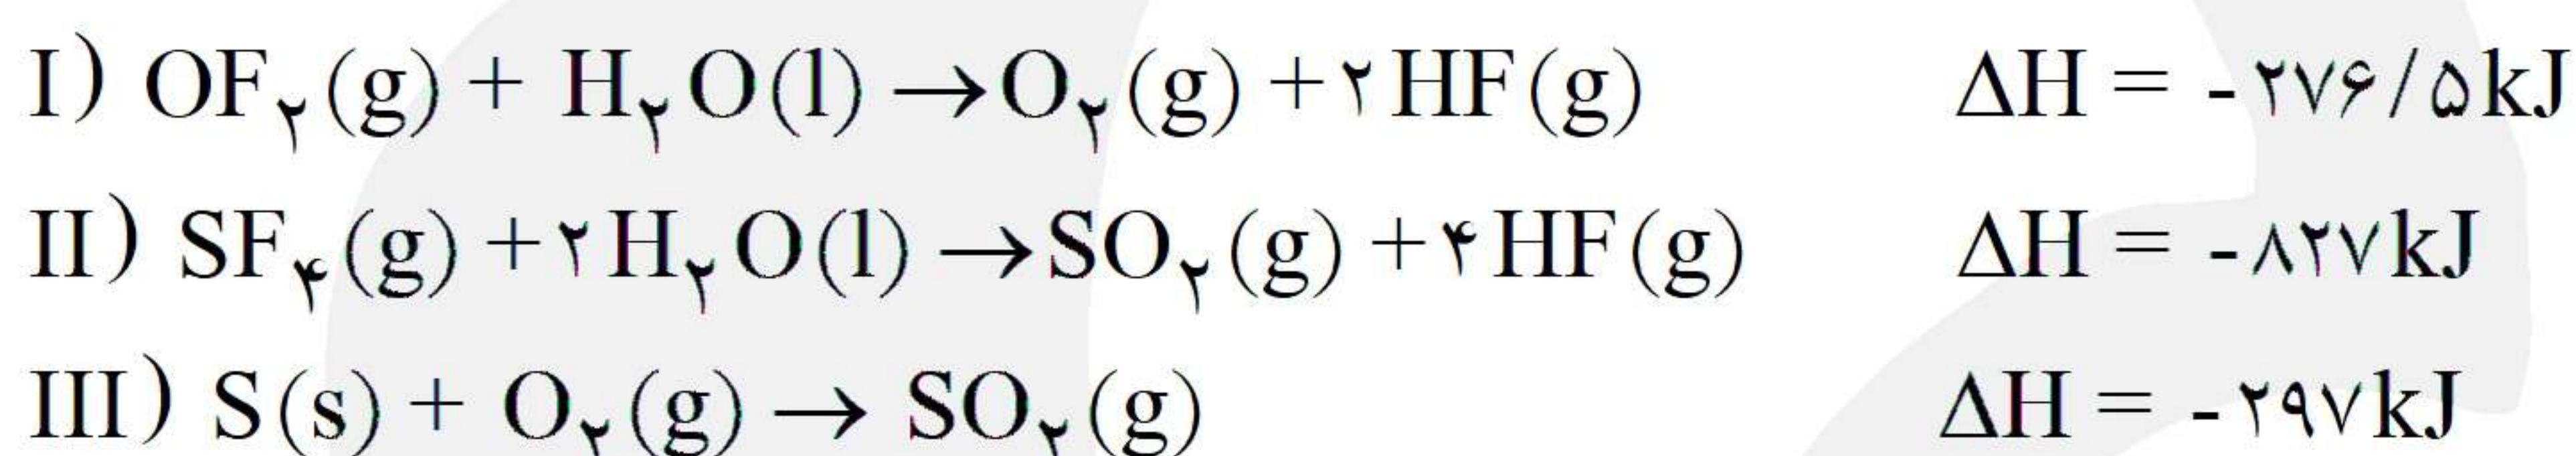 I) OF۲(g) + H۲O(l) → O۲(g) + ۲HF(g) ΔH = -۲۷۶/۵kJ
II) SF۴(g) + ۲H۲O(l) → SO۲(g) + ۴HF(g) ΔH = -۸۲۷kJ
III) S(s) + O۲(g) → SO۲(g) ΔH = -۲۹۷kJ